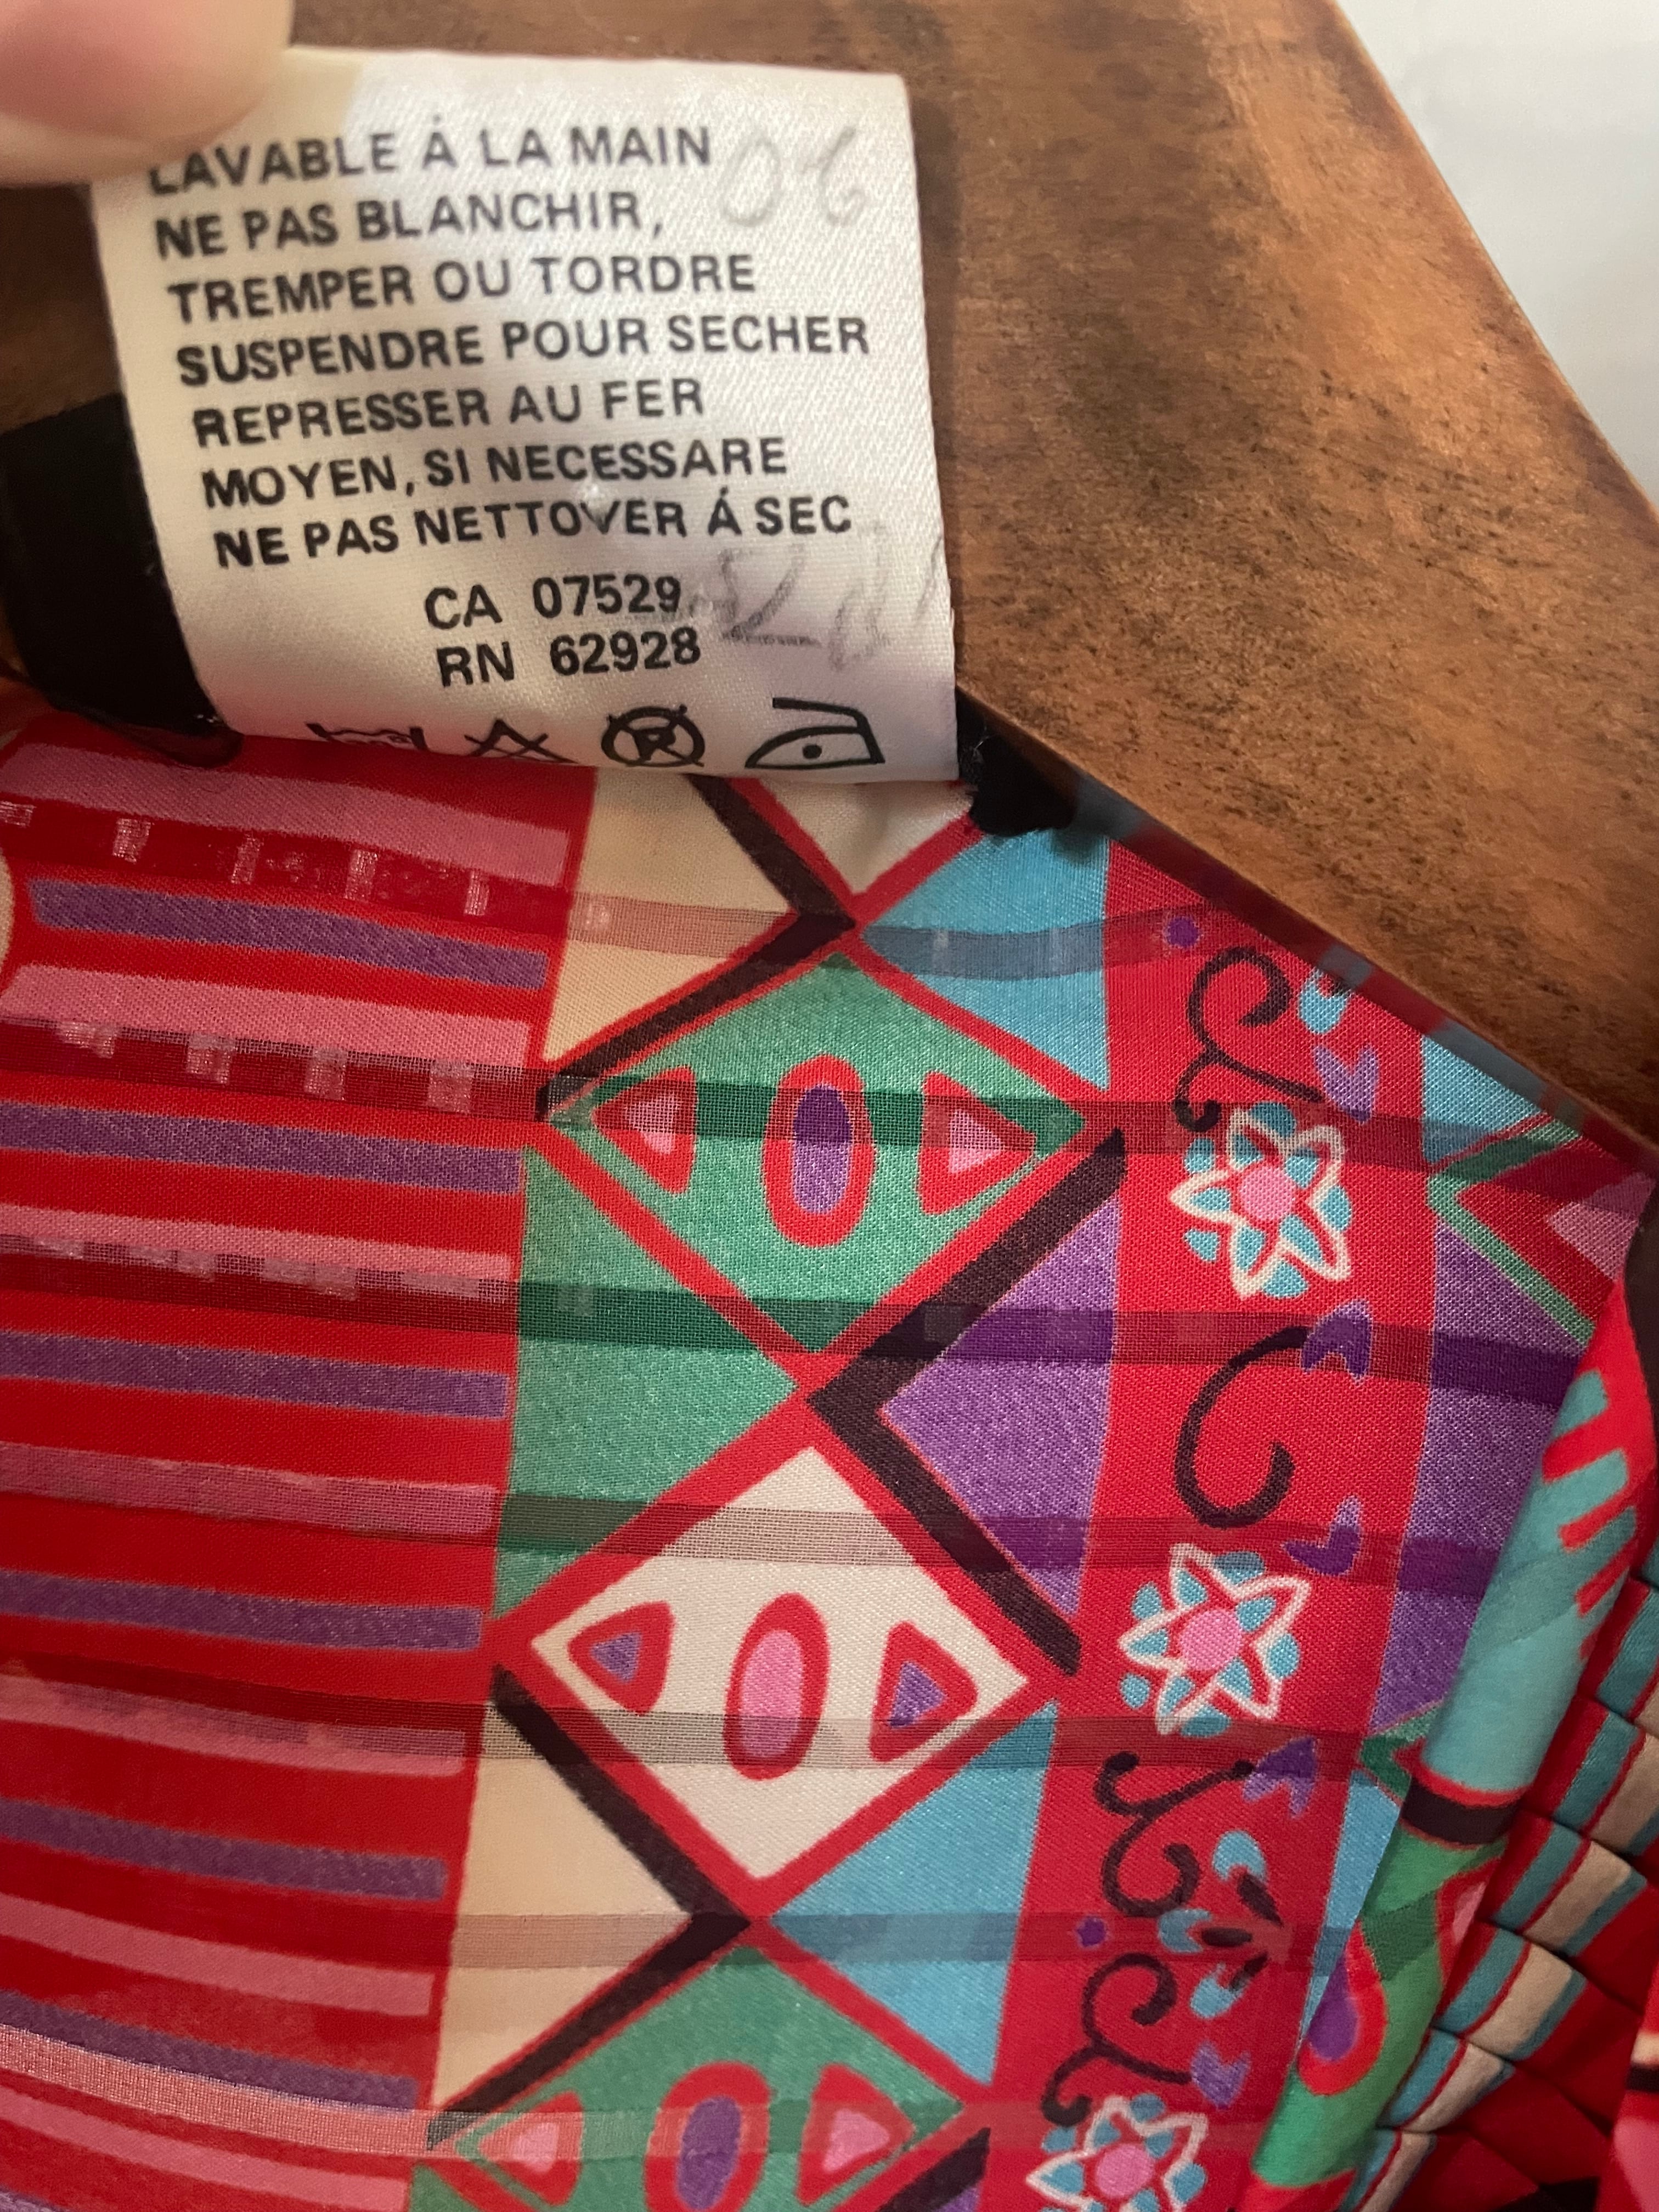 LAVABLE À LA MAIN
NE PAS BLANCHIR,
TREMPER OU TORDRE
SUSPENDRE POUR SECHER
REPRESSER AU FER
MOYEN, SI NECESSARE
NE PAS NETTOVER Á SEC
CA 07529
RN 62928